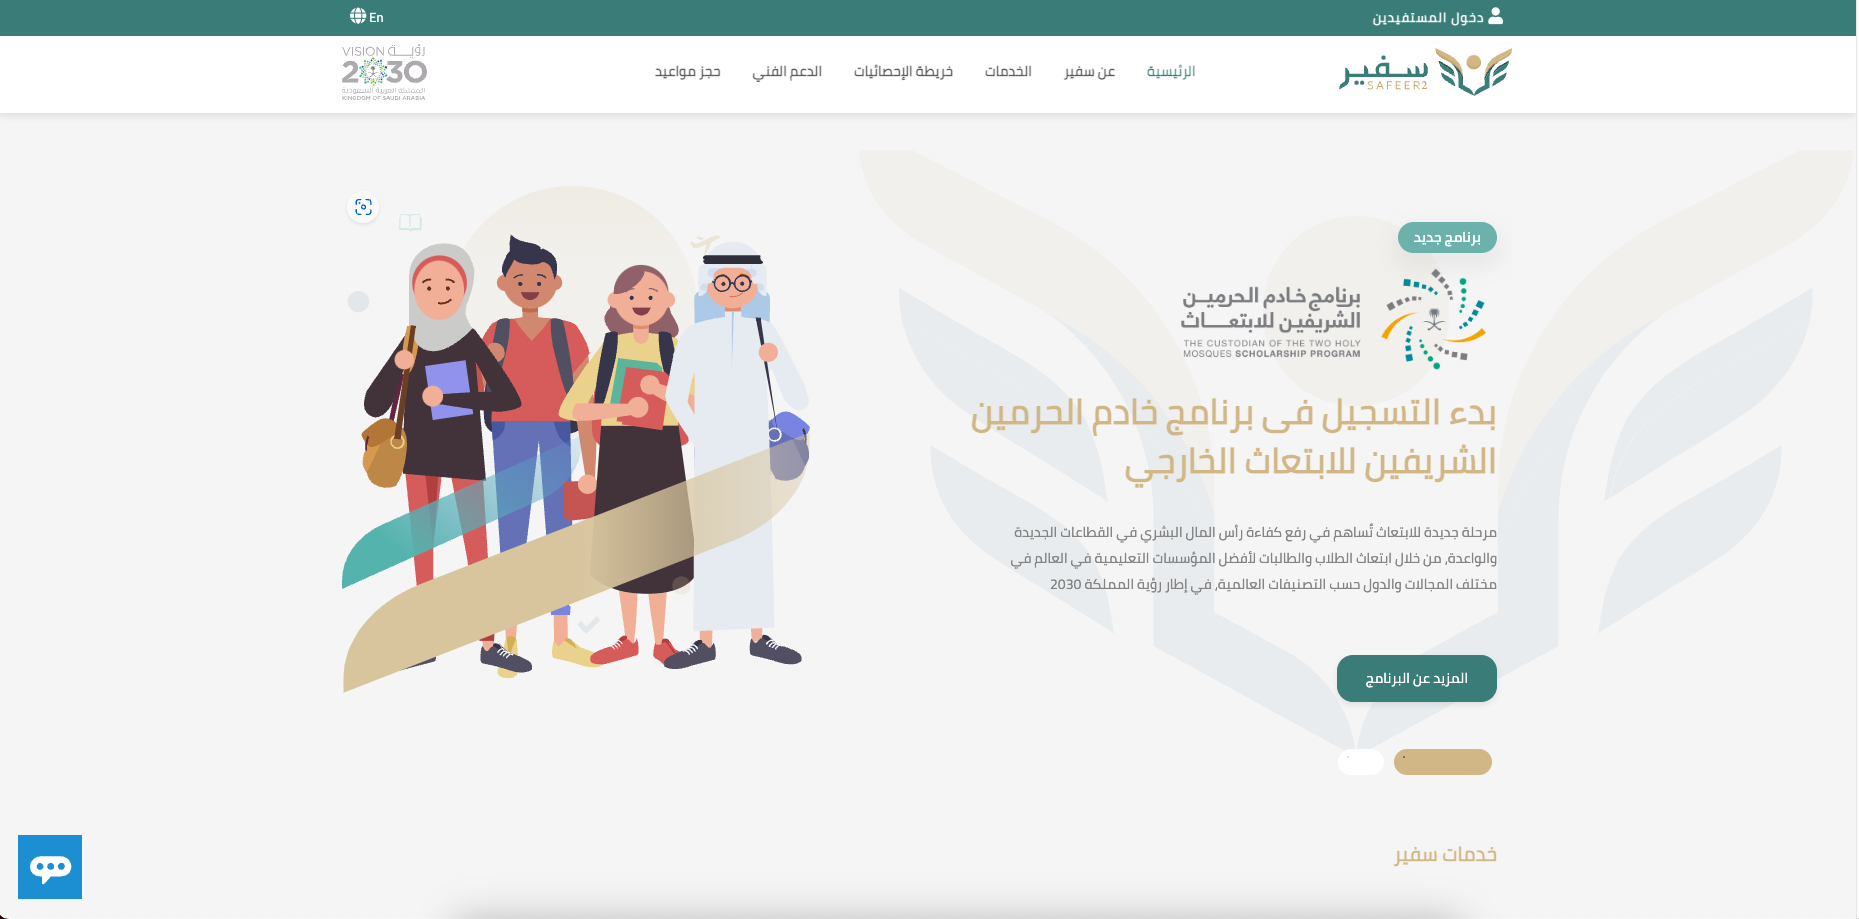 دخول المستفيدين
En
سفير
SAFEER2
الرئيسية
عن سفير
الخدمات
خريطة الإحصائيات
الدعم الفني
حجز مواعيد
VISION رؤيــة
2030
المملكة العربية السعودية
KINGDOM OF SAUDI ARABIA
برنامج جديد
برنامج خادم الحرميــن
الشريفيـن للابتعـــــاث
THE CUSTODIAN OF THE TWO HOLY
MOSQUES SCHOLARSHIP PROGRAM
بدء التسجيل فى برنامج خادم الحرمين
الشريفين للابتعاث الخارجي
مرحلة جديدة للابتعاث تُساهم في رفع كفاءة رأس المال البشري في القطاعات الجديدة
والواعدة, من خلال ابتعاث الطلاب والطالبات لأفضل المؤسسات التعليمية في العالم في
مختلف المجالات والدول حسب التصنيفات العالمية, في إطار رؤية المملكة 2030
المزيد عن البرنامج
خدمات سفير